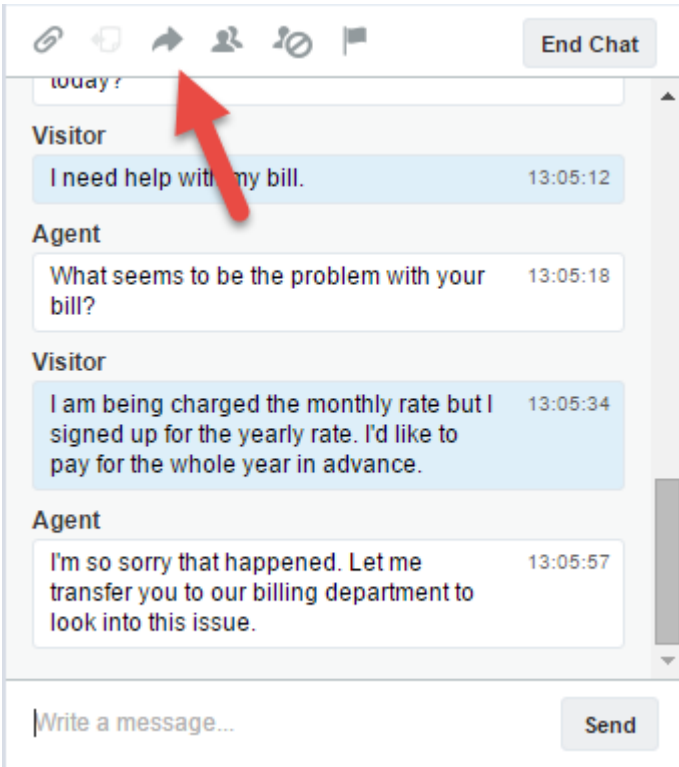 End Chat
today?
Visitor
I need help with my bill.
13:05:12
Agent
What seems to be the problem with your
13:05:18
bill?
Visitor
I am being charged the monthly rate but I
13:05:34
signed up for the yearly rate. I'd like to
pay for the whole year in advance.
Agent
I'm so sorry that happened. Let me
13:05:57
transfer you to our billing department to
look into this issue.
Write a message...
Send